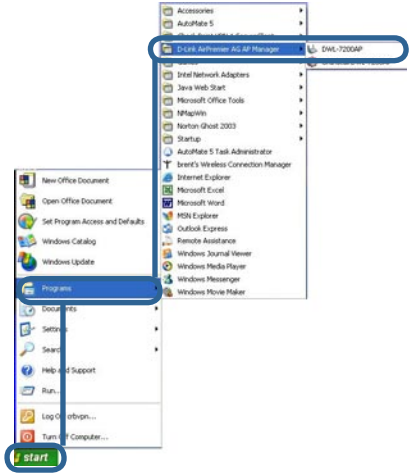 Accessories
AutoMate 5
D-Link AirPremier AG AP Manager
DWL-7200AP
Intel Network Adapters
Java Web Start
Microsoft Office Tools
NMapWin
Norton Ghost 2003
Startup
AutoMate 5 Task Administrator
brent's Wireless Connection Manager
Internet Explorer
Microsoft Excel
Microsoft Word
MSN Explorer
Outlook Express
Remote Assistance
Windows Journal Viewer
Windows Media Player
Windows Messenger
Windows Movie Maker
New Office Document
Open Office Document
Set Program Access and Defaults
Windows Catalog
Windows Update
Programs
Documents
Settings
Search
Help and Support
Run...
Log Off crbvpn...
Turn Off Computer...
start